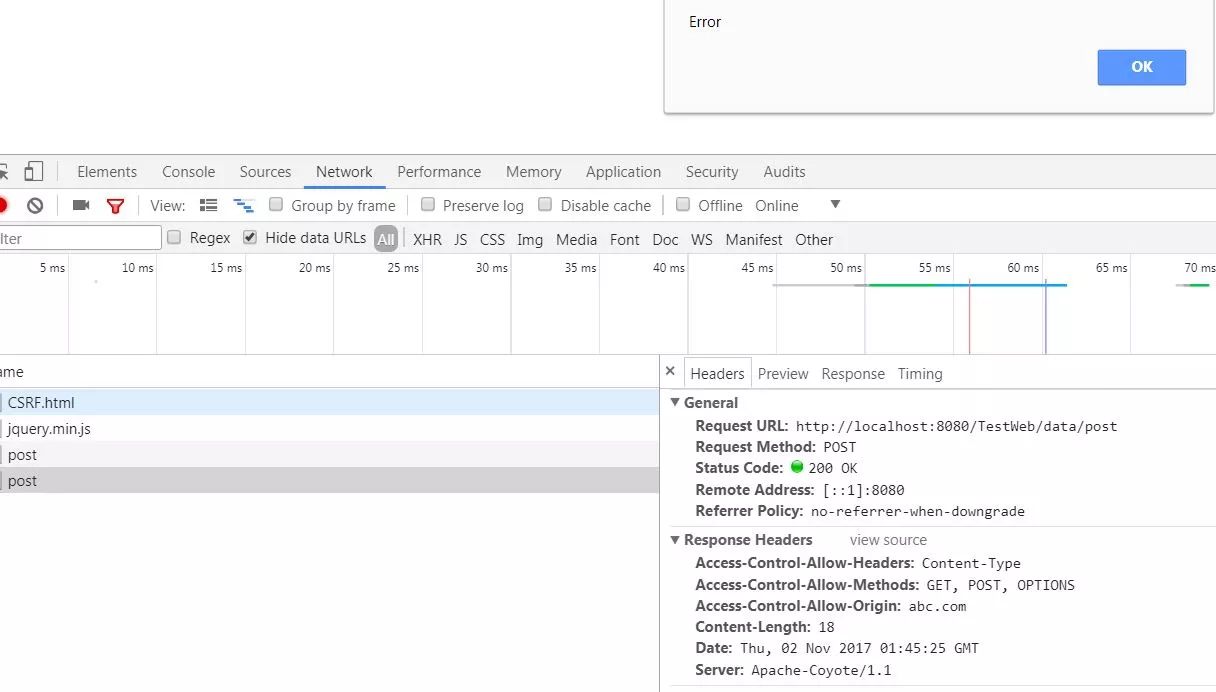 Error
OK
Elements Console Sources Network Performance Memory Application Security Audits
View: Group by frame Preserve log Disable cache Offline Online
lter Regex Hide data URLs All XHR JS CSS Img Media Font Doc WS Manifest Other
5 ms 10 ms 15 ms 20 ms 25 ms 30 ms 35 ms 40 ms 45 ms 50 ms 55 ms 60 ms 65 ms 70 ms
ame
CSRF.html
jquery.min.js
post
post
× Headers Preview Response Timing
General
Request URL: http://localhost:8080/TestWeb/data/post
Request Method: POST
Status Code: 200 OK
Remote Address: [::1]:8080
Referrer Policy: no-referrer-when-downgrade
Response Headers view source
Access-Control-Allow-Headers: Content-Type
Access-Control-Allow-Methods: GET, POST, OPTIONS
Access-Control-Allow-Origin: abc.com
Content-Length: 18
Date: Thu, 02 Nov 2017 01:45:25 GMT
Server: Apache-Coyote/1.1